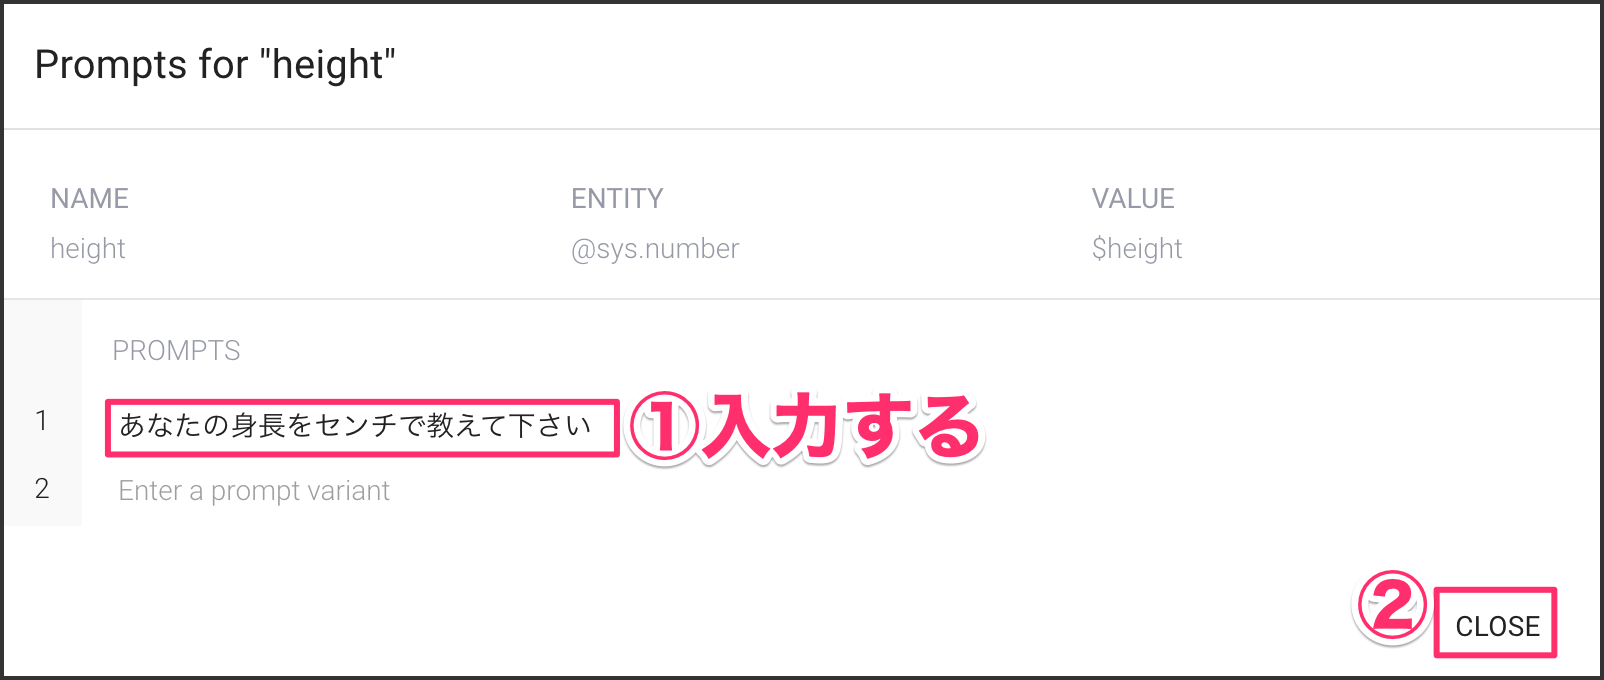 Prompts for "height"
NAME ENTITY VALUE
height @sys.number $height
PROMPTS
1 あなたの身長をセンチで教えて下さい ①入力する
2 Enter a prompt variant
② CLOSE